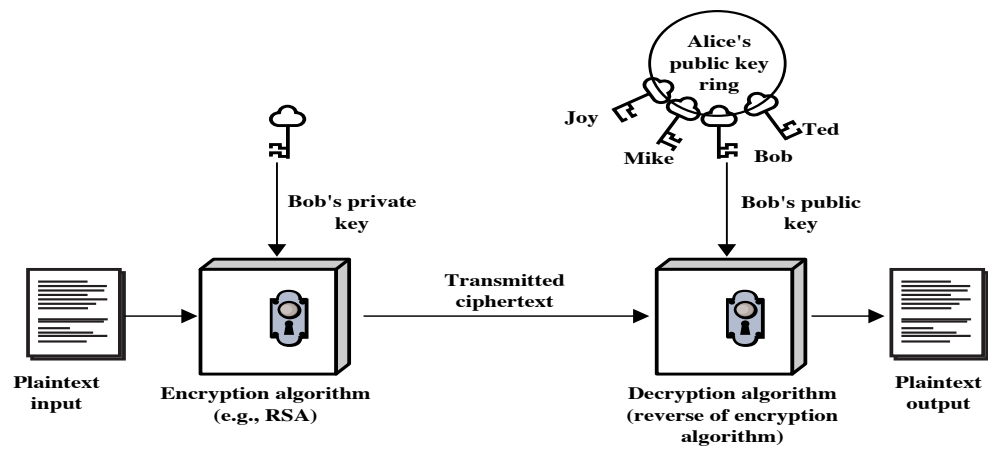 Alice's
public key
ring
Joy
Mike
Bob
Ted
Bob's private
key
Bob's public
key
Transmitted
ciphertext
Plaintext
input
Encryption algorithm
(e.g., RSA)
Decryption algorithm
(reverse of encryption
algorithm)
Plaintext
output